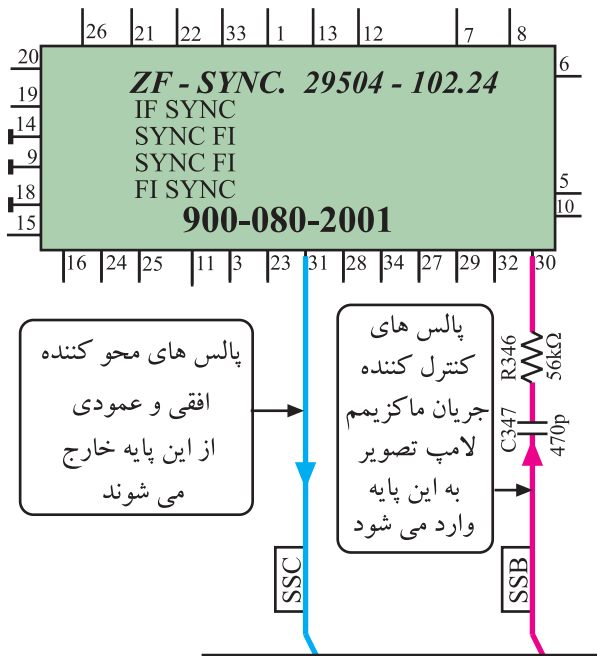 26 21 22 33 1 13 12 7 8
20
19
14
9
18
15
6
5
10
ZF - SYNC. 29504 - 102.24
IF SYNC
SYNC FI
SYNC FI
FI SYNC
900-080-2001
16 24 25 11 3 23 31 28 34 27 29 32 30
پالس های محو کننده
افقی و عمودی
از این پایه خارج
می شوند
پالس های
کنترل کننده
جریان ماکزیمم
لامپ تصویر
به این پایه
وارد می شود
R346
56kΩ
C347
470p
SSC
SSB